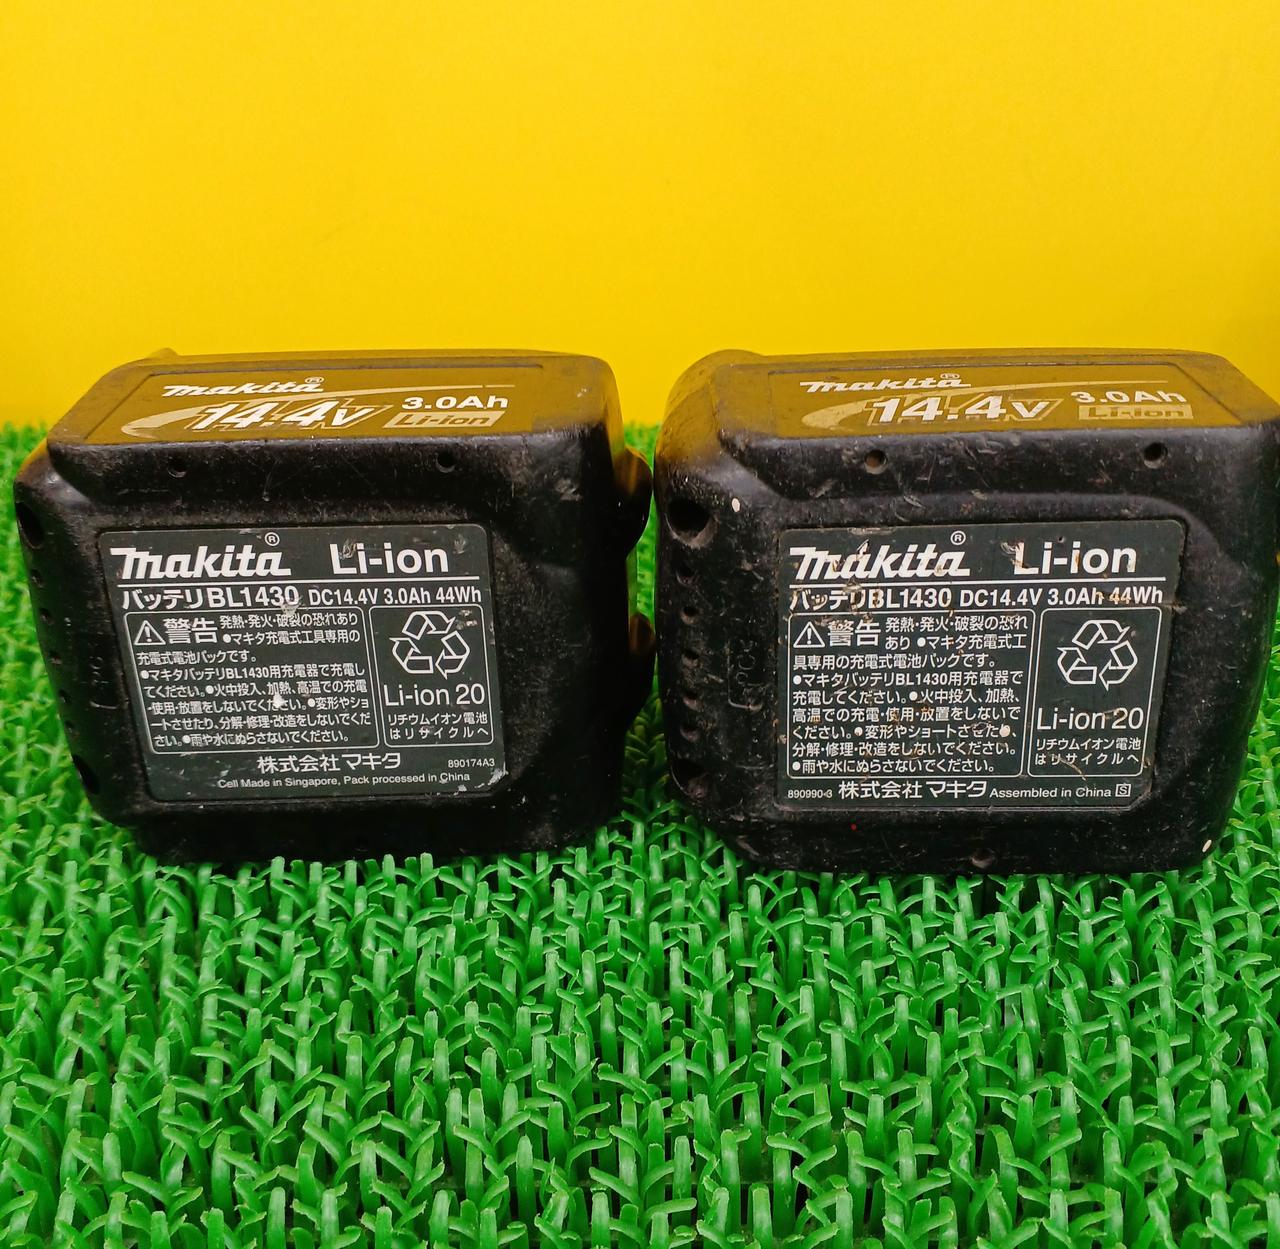 makita®
14.4V 3.0Ah
Li-ion
makita® Li-ion
バッテリBL1430 DC14.4V 3.0Ah 44Wh
警告 発熱・発火・破裂の恐れあり
●マキタ充電式工具専用の
充電式電池パックです。
●マキタバッテリBL1430用充電器で充電し
てください。●火中投入、加熱、高温での充電
・使用・放置をしないでください。●変形やショ
ートさせたり、分解・修理・改造をしないでくだ
さい。●雨や水にぬらさないでください。
Li-ion 20
リチウムイオン電池
はリサイクルへ
株式会社マキタ 890174A3
Cell Made in Singapore, Pack processed in China
makita®
14.4V 3.0Ah
Li-ion
makita® Li-ion
バッテリBL1430 DC14.4V 3.0Ah 44Wh
警告 発熱・発火・破裂の恐れ
あり ●マキタ充電式工
具専用の充電式電池パックです。
●マキタバッテリBL1430用充電器で
充電してください。●火中投入、加熱、
高温での充電・使用・放置をしないで
ください。●変形やショートさせたり、
分解・修理・改造をしないでください。
●雨や水にぬらさないでください。
Li-ion 20
リチウムイオン電池
はリサイクルへ
890990-3 株式会社マキタ Assembled in China S